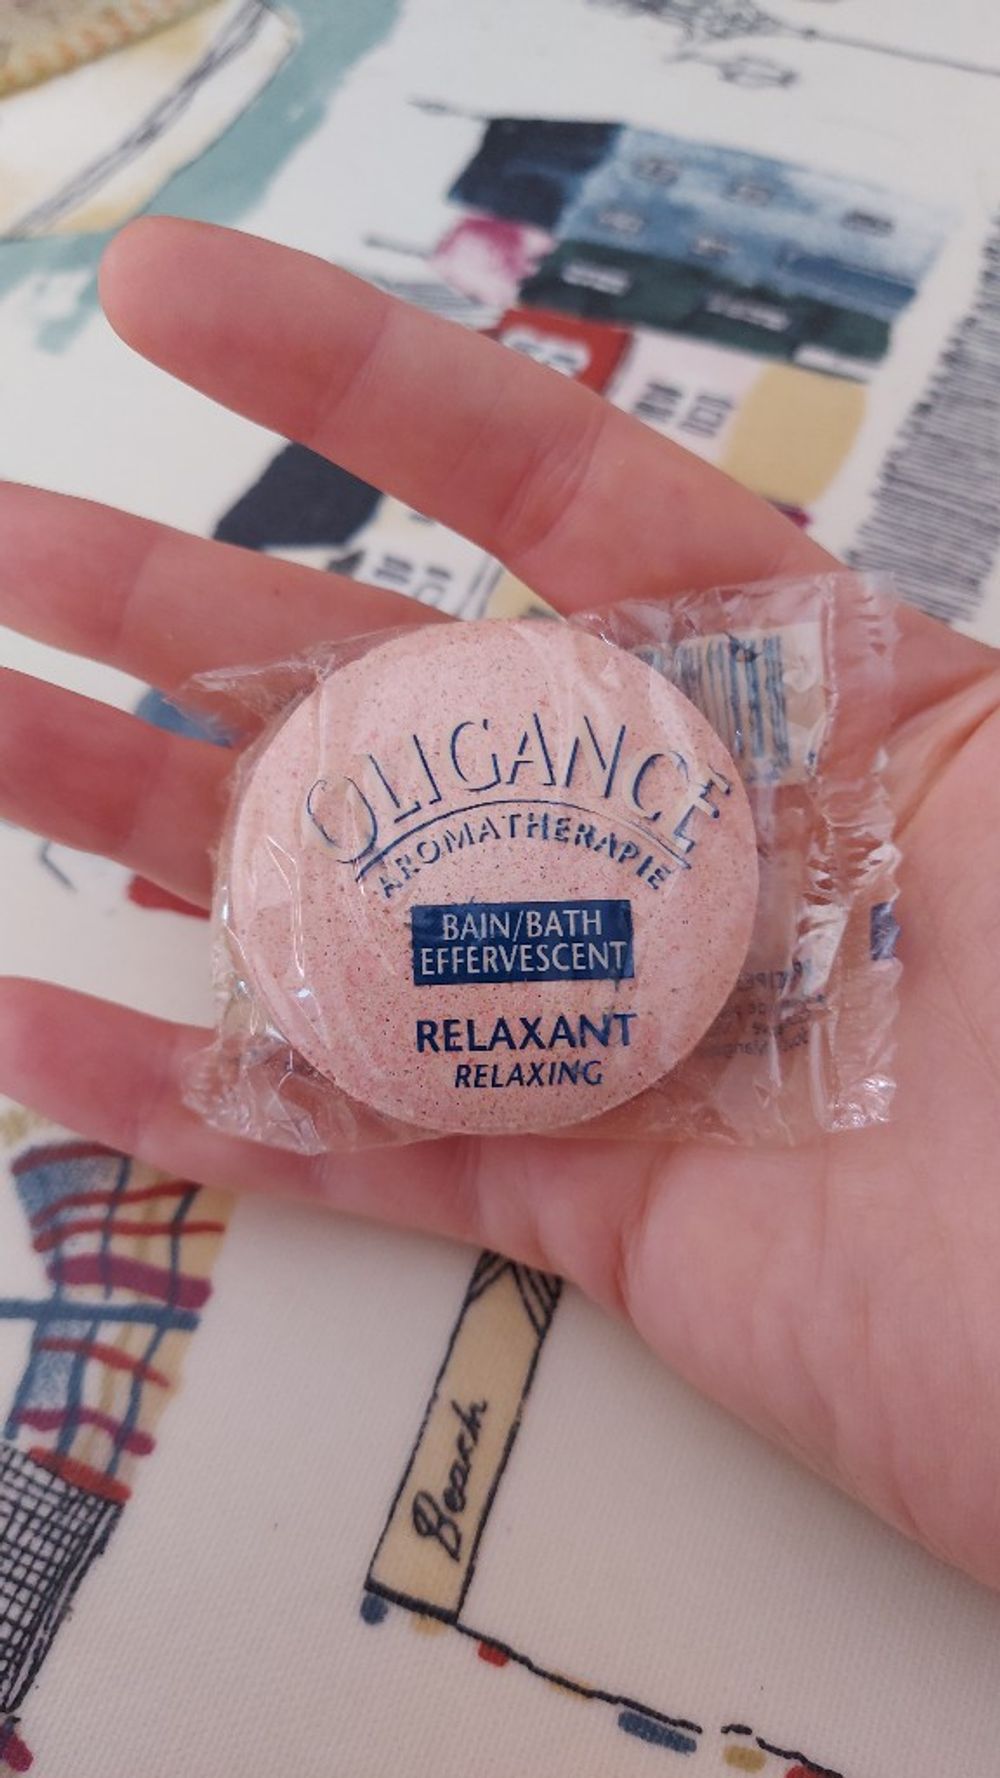 OLIGANCE
AROMATHERAPIE
BAIN/BATH
EFFERVESCENT
RELAXANT
RELAXING
Beach